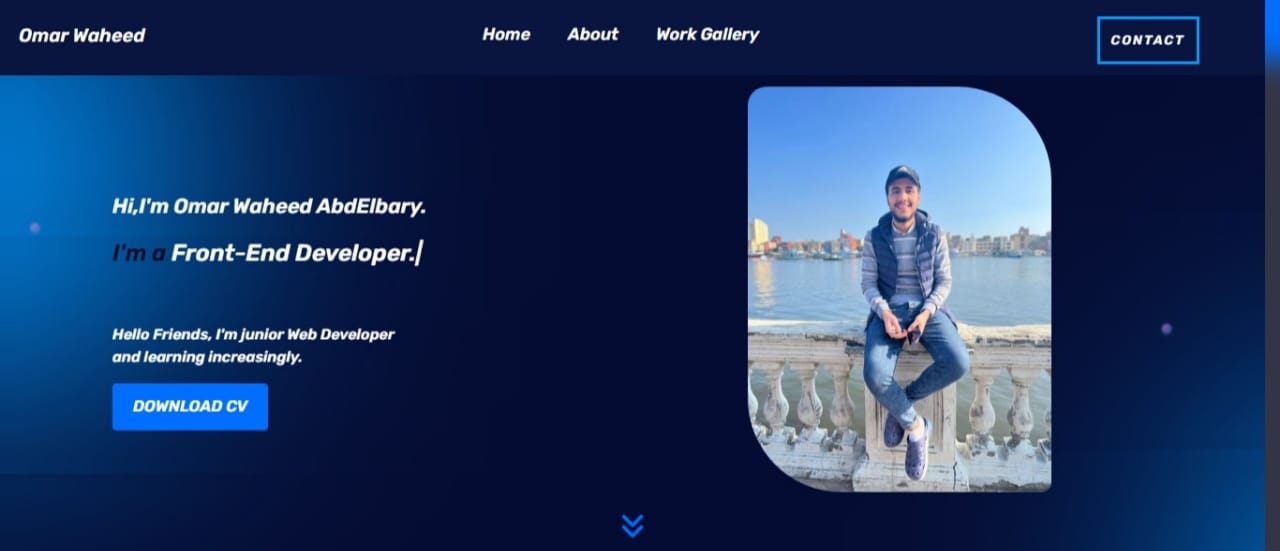 Omar Waheed
Home About Work Gallery
CONTACT
Hi,I'm Omar Waheed AbdElbary.
I'm a Front-End Developer.|
Hello Friends, I'm junior Web Developer
and learning increasingly.
DOWNLOAD CV